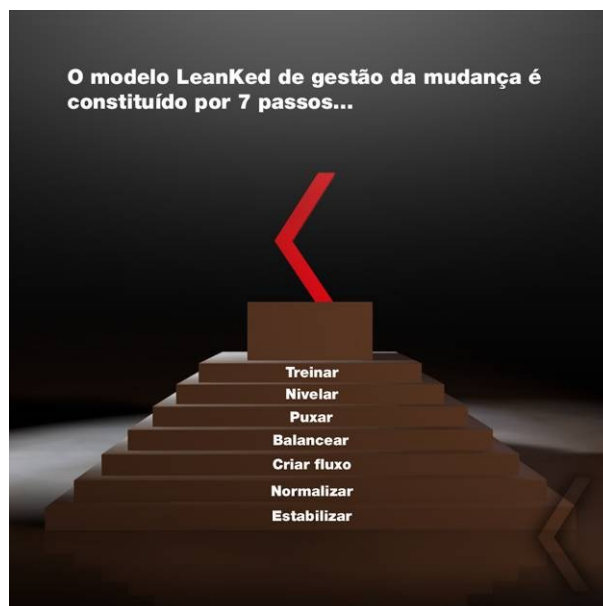 O modelo LeanKed de gestão da mudança é
constituído por 7 passos...
Treinar
Nivelar
Puxar
Balancear
Criar fluxo
Normalizar
Estabilizar